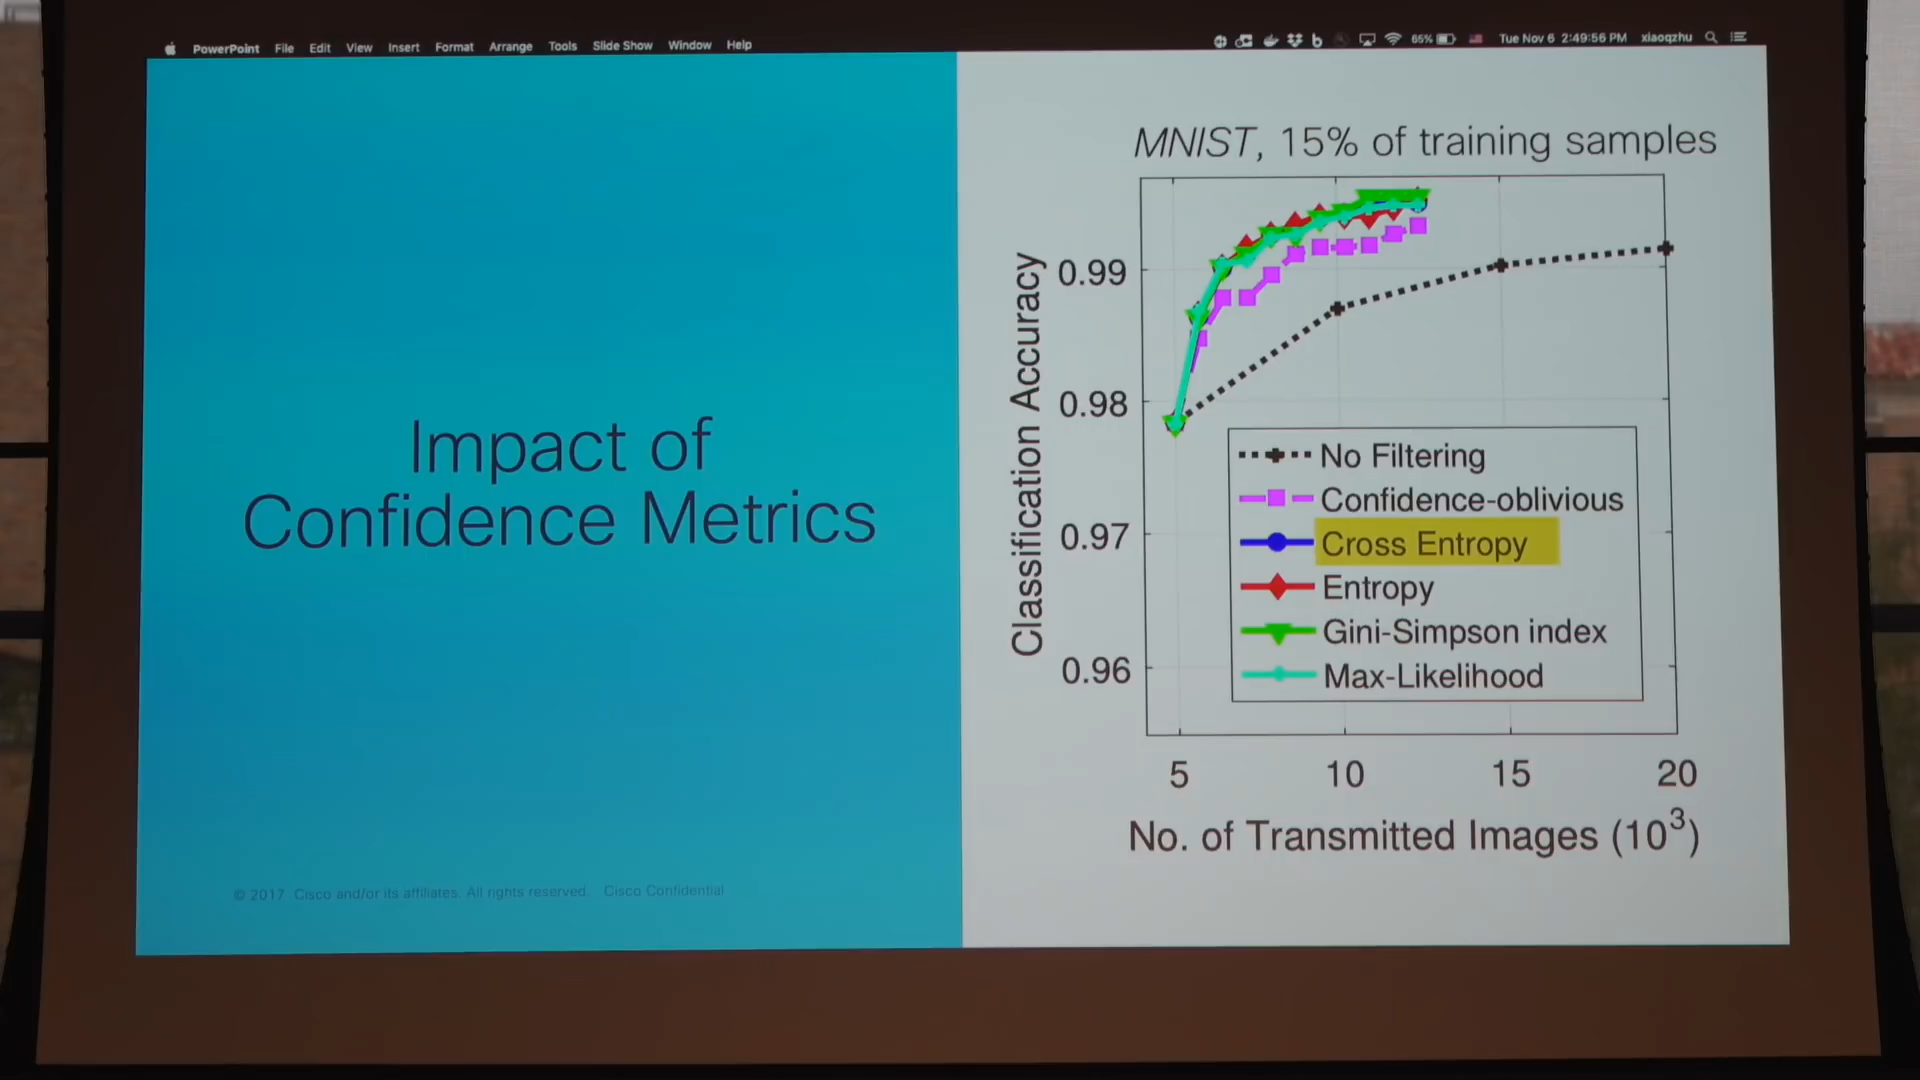 PowerPoint File Edit View Insert Format Arrange Tools Slide Show Window Help
65% Tue Nov 6 2:49:56 PM xiaoqzhu
Impact of
Confidence Metrics
© 2017 Cisco and/or its affiliates. All rights reserved. Cisco Confidential
MNIST, 15% of training samples
Classification Accuracy
0.99
0.98
0.97
0.96
No Filtering
Confidence-oblivious
Cross Entropy
Entropy
Gini-Simpson index
Max-Likelihood
5 10 15 20
No. of Transmitted Images (10³)